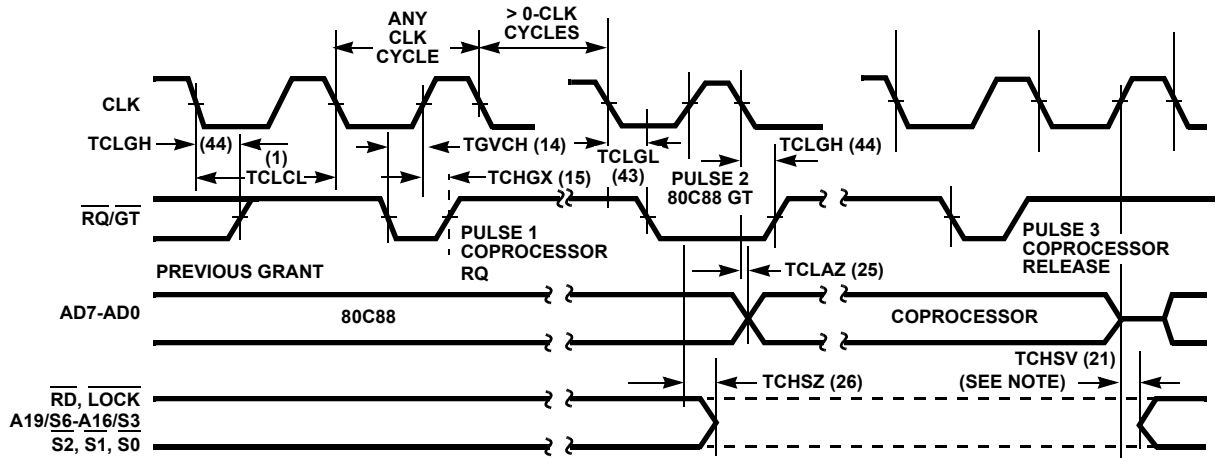 ANY
CLK
CYCLE
> 0-CLK
CYCLES
CLK
TCLGH
(44)
(1)
TCLCL
TGVCH (14)
TCHGX (15)
TCLGL
(43)
PULSE 2
80C88 GT
TCLGH (44)
RQ/GT
PREVIOUS GRANT
PULSE 1
COPROCESSOR
RQ
PULSE 3
COPROCESSOR
RELEASE
TCLAZ (25)
AD7-AD0
80C88
COPROCESSOR
TCHSZ (26)
TCHSV (21)
(SEE NOTE)
RD, LOCK
A19/S6-A16/S3
S2, S1, S0